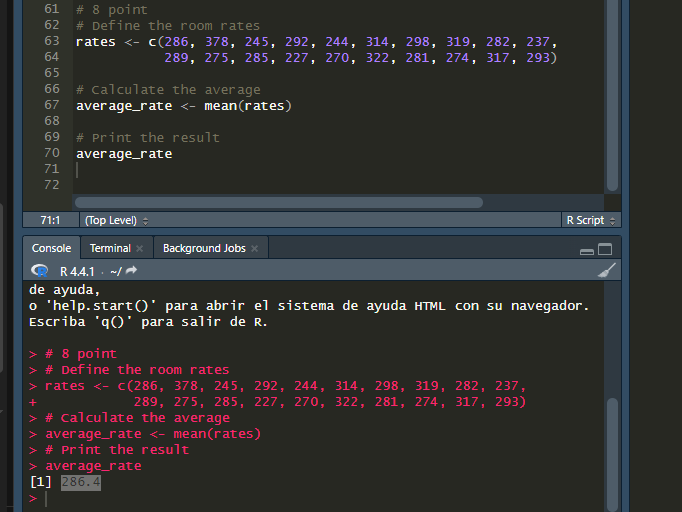 61 # 8 point
62 # Define the room rates
63 rates <- c(286, 378, 245, 292, 244, 314, 298, 319, 282, 237,
64 289, 275, 285, 227, 270, 322, 281, 274, 317, 293)
65
66 # Calculate the average
67 average_rate <- mean(rates)
68
69 # Print the result
70 average_rate
71
72
71:1 (Top Level) R Script
Console Terminal Background Jobs
R 4.4.1 · ~/
de ayuda,
o 'help.start()' para abrir el sistema de ayuda HTML con su navegador.
Escriba 'q()' para salir de R.
> # 8 point
> # Define the room rates
> rates <- c(286, 378, 245, 292, 244, 314, 298, 319, 282, 237,
+ 289, 275, 285, 227, 270, 322, 281, 274, 317, 293)
> # Calculate the average
> average_rate <- mean(rates)
> # Print the result
> average_rate
[1] 286.4
>